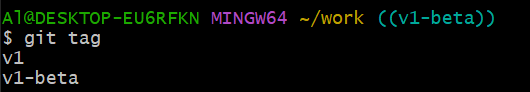 Al@DESKTOP-EU6RFKN MINGW64 ~/work ((v1-beta))
$ git tag
v1
v1-beta